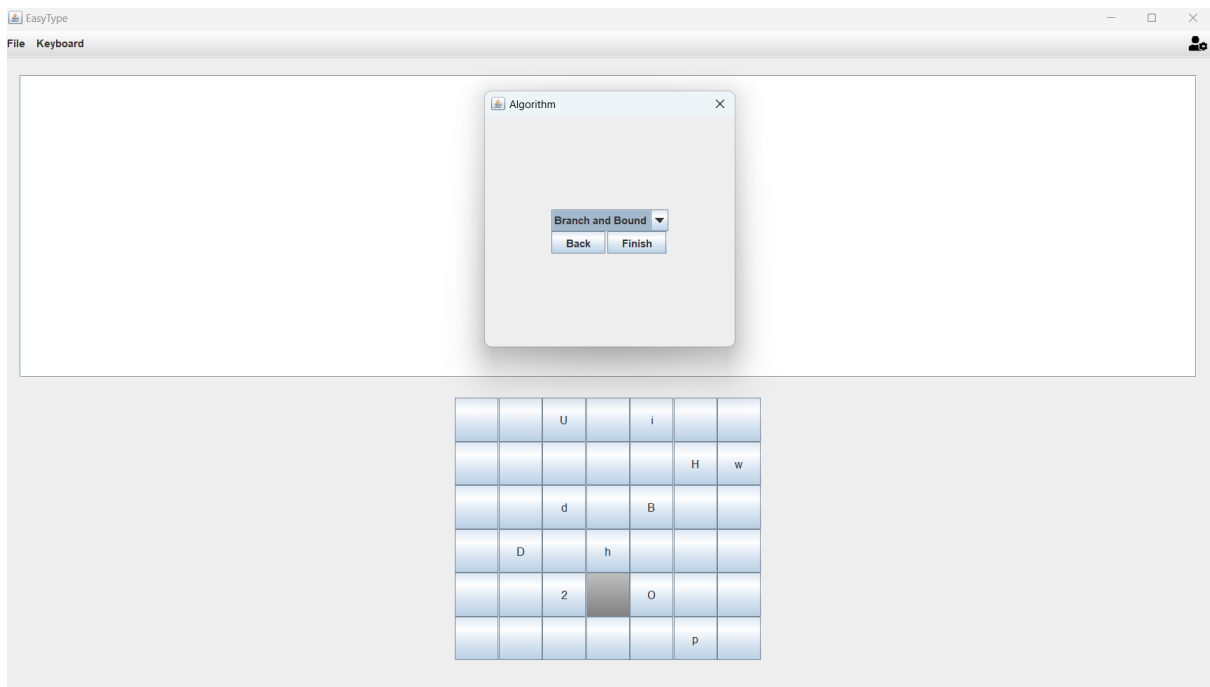 EasyType
File Keyboard
Algorithm
Branch and Bound
Back Finish
U i
H w
d B
D h
2 O
p